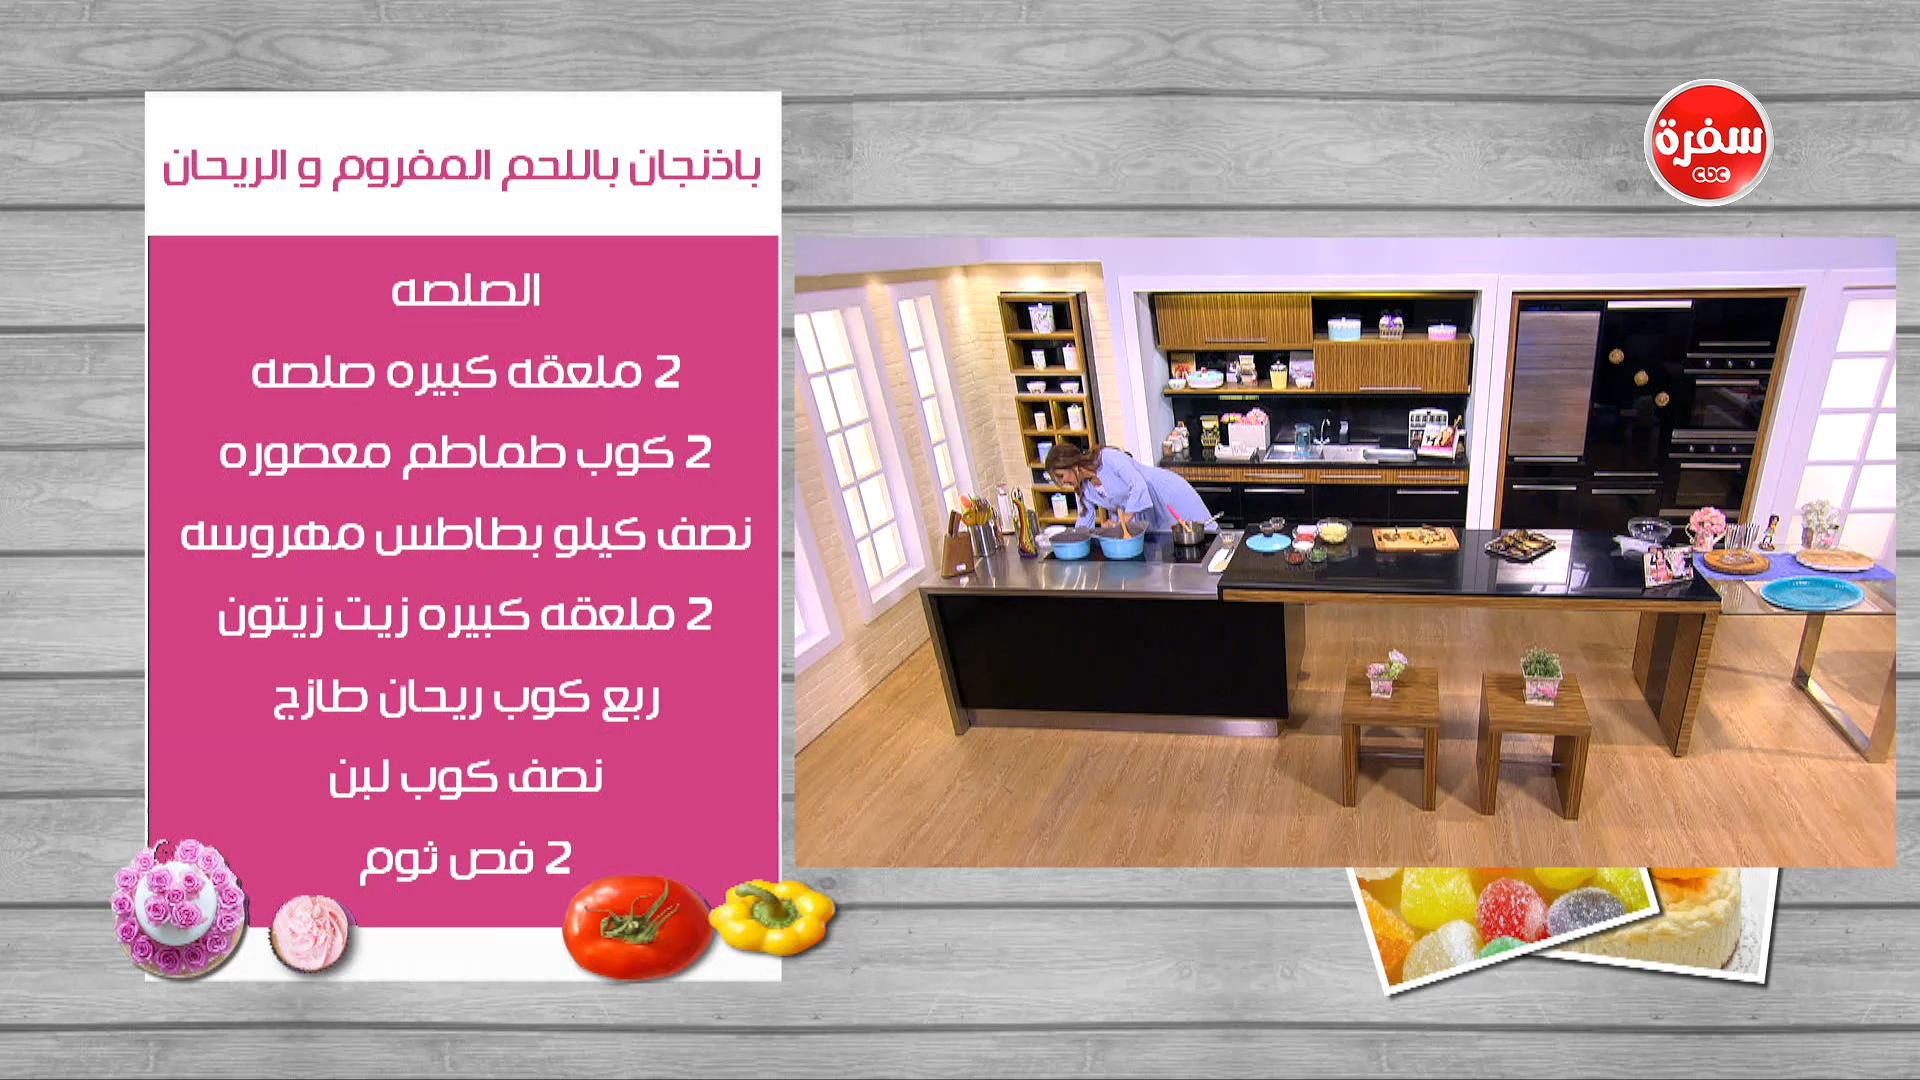 باذنجان باللحم المفروم و الريحان
الصلصه
2 ملعقه كبيره صلصه
2 كوب طماطم معصوره
نصف كيلو بطاطس مهروسه
2 ملعقه كبيره زيت زيتون
ربع كوب ريحان طازج
نصف كوب لبن
2 فص ثوم
سفرة
cbc